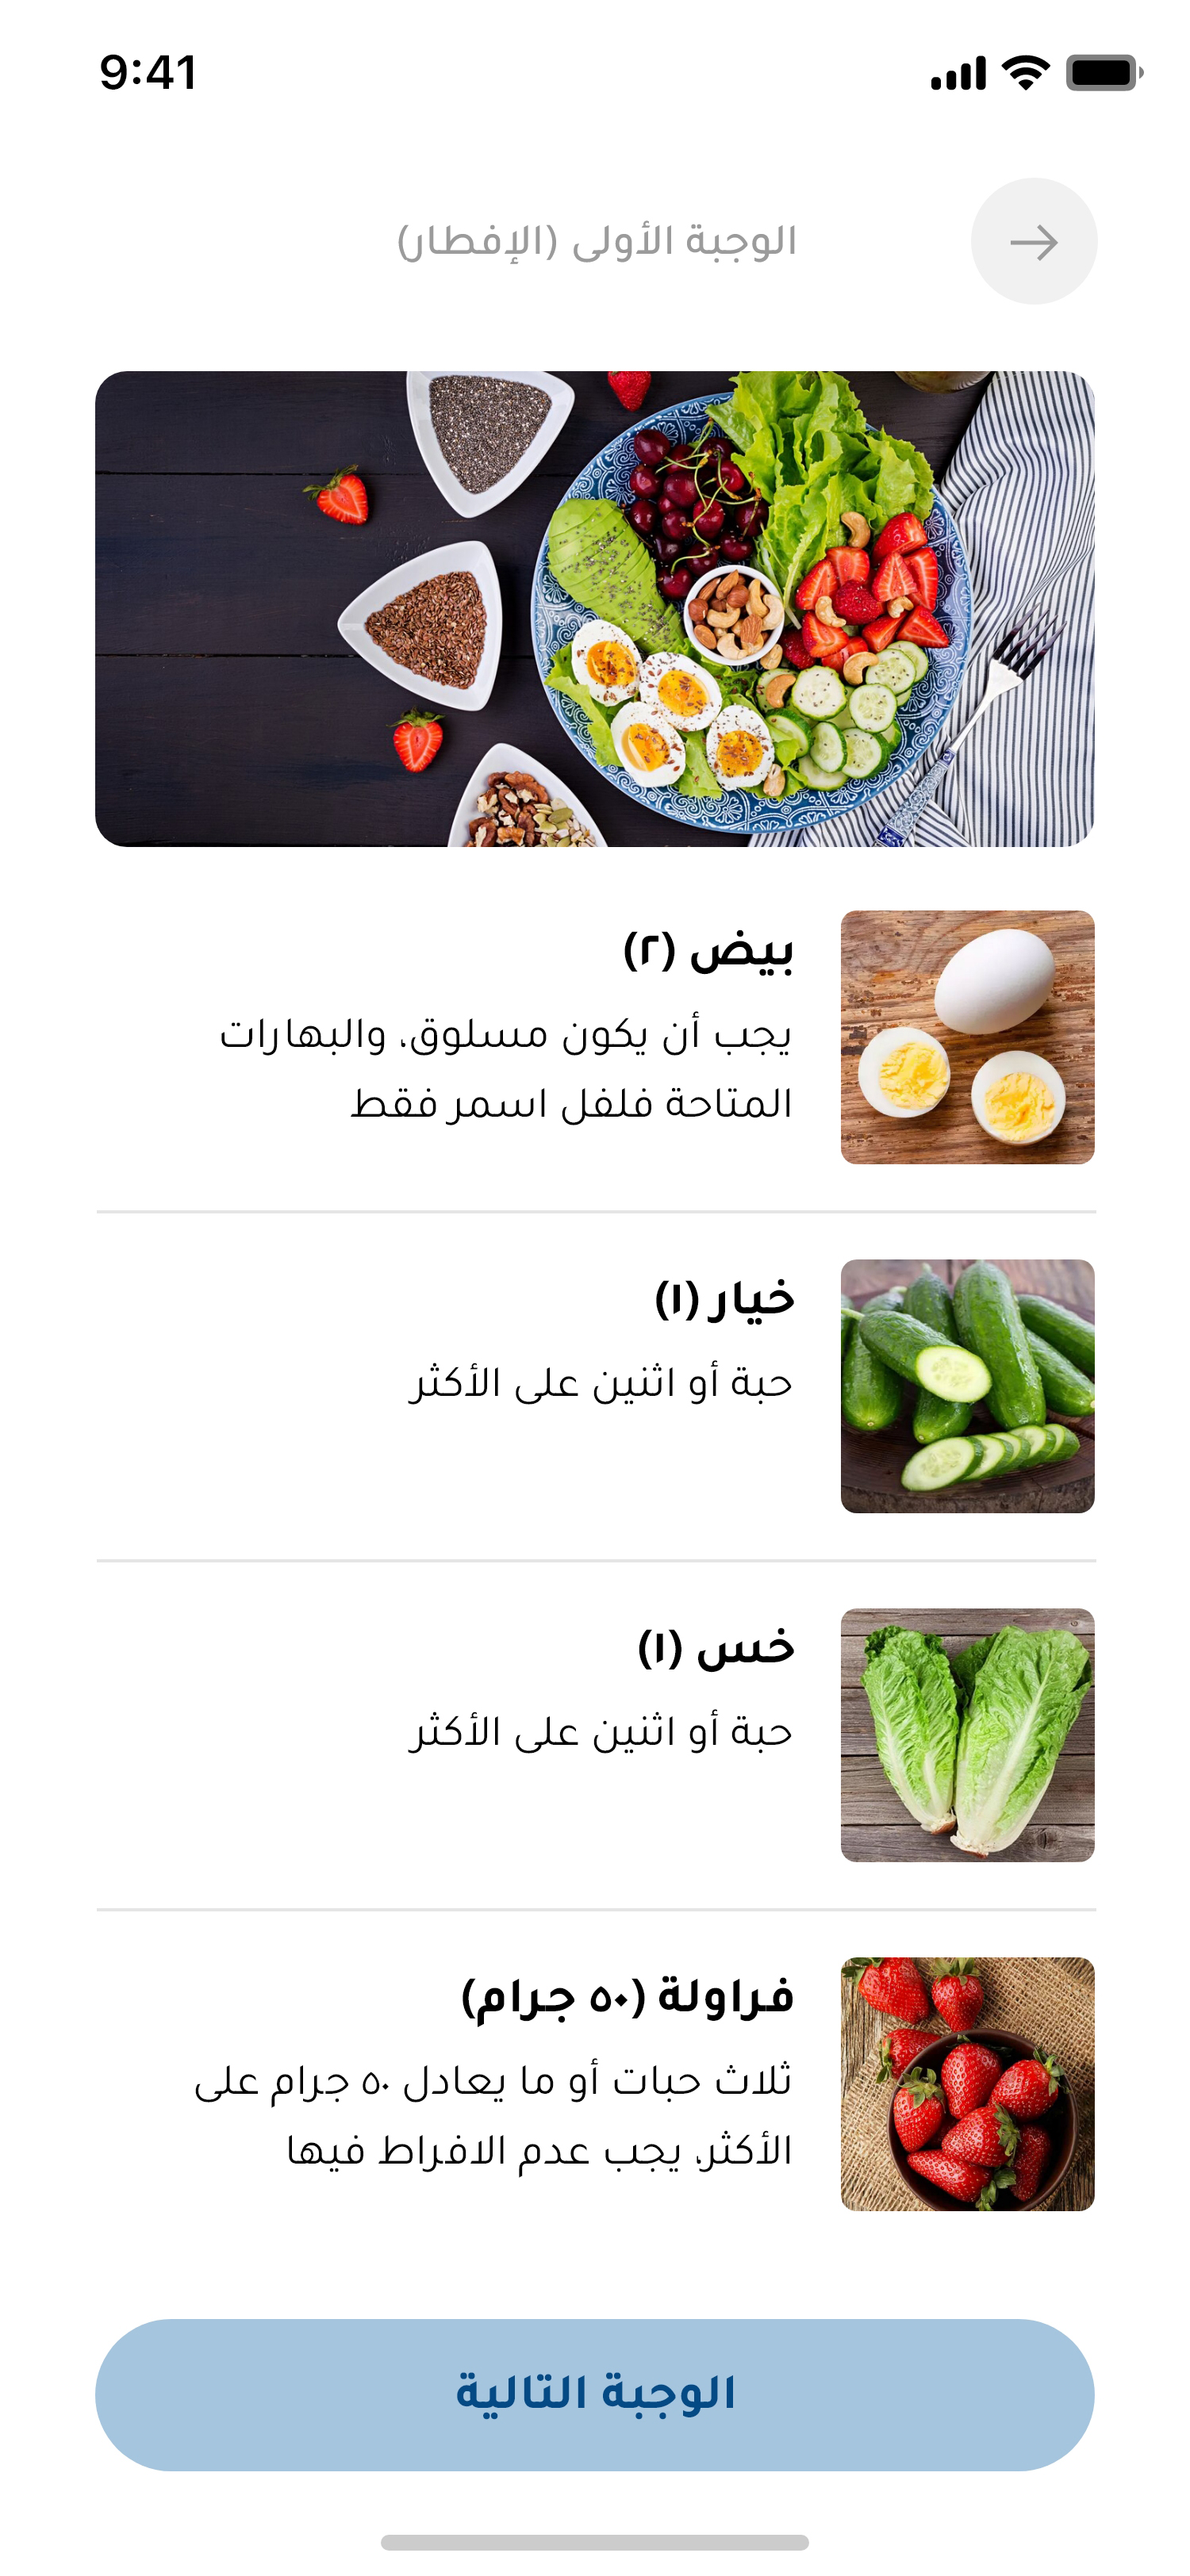 9:41
الوجبة الأولى (الإفطار)
بيض (٢)
يجب أن يكون مسلوق، والبهارات
المتاحة فلفل اسمر فقط
خيار (١)
حبة أو اثنين على الأكثر
خس (١)
حبة أو اثنين على الأكثر
فراولة (٥٠ جرام)
ثلاث حبات أو ما يعادل ٥٠ جرام على
الأكثر، يجب عدم الافراط فيها
الوجبة التالية